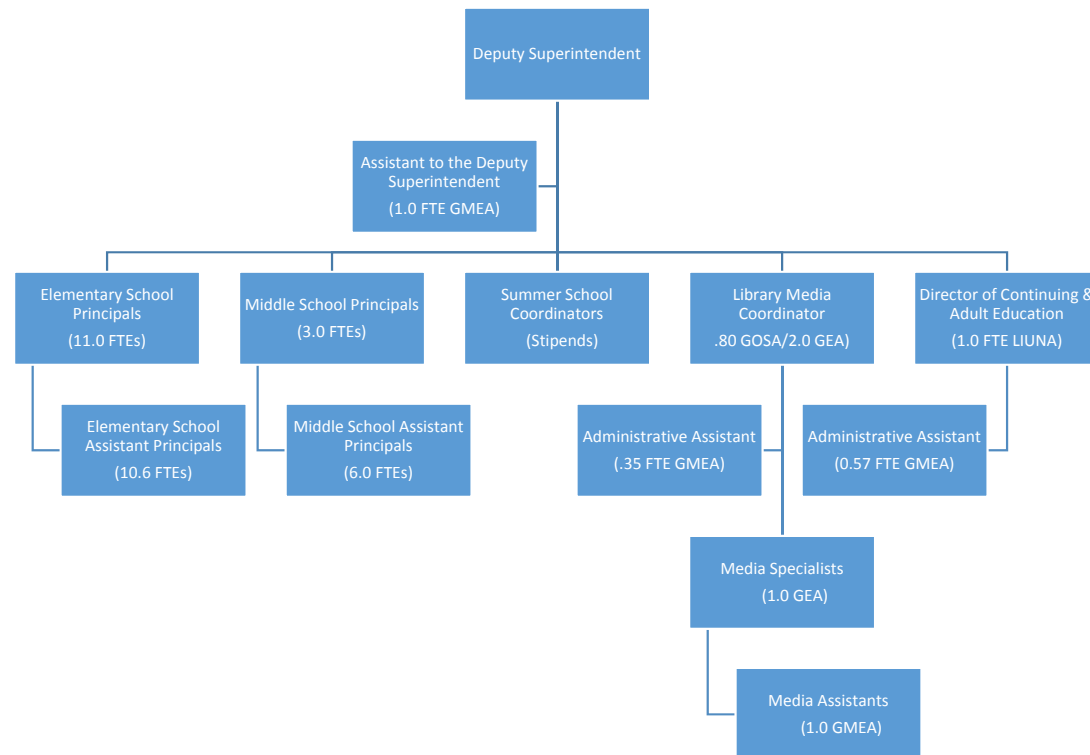 Deputy Superintendent
Assistant to the Deputy
Superintendent
(1.0 FTE GMEA)
Elementary School
Principals
(11.0 FTEs)
Middle School Principals
(3.0 FTEs)
Summer School
Coordinators
(Stipends)
Library Media
Coordinator
.80 GOSA/2.0 GEA)
Director of Continuing &
Adult Education
(1.0 FTE LIUNA)
Elementary School
Assistant Principals
(10.6 FTEs)
Middle School Assistant
Principals
(6.0 FTEs)
Administrative Assistant
(.35 FTE GMEA)
Administrative Assistant
(0.57 FTE GMEA)
Media Specialists
(1.0 GEA)
Media Assistants
(1.0 GMEA)